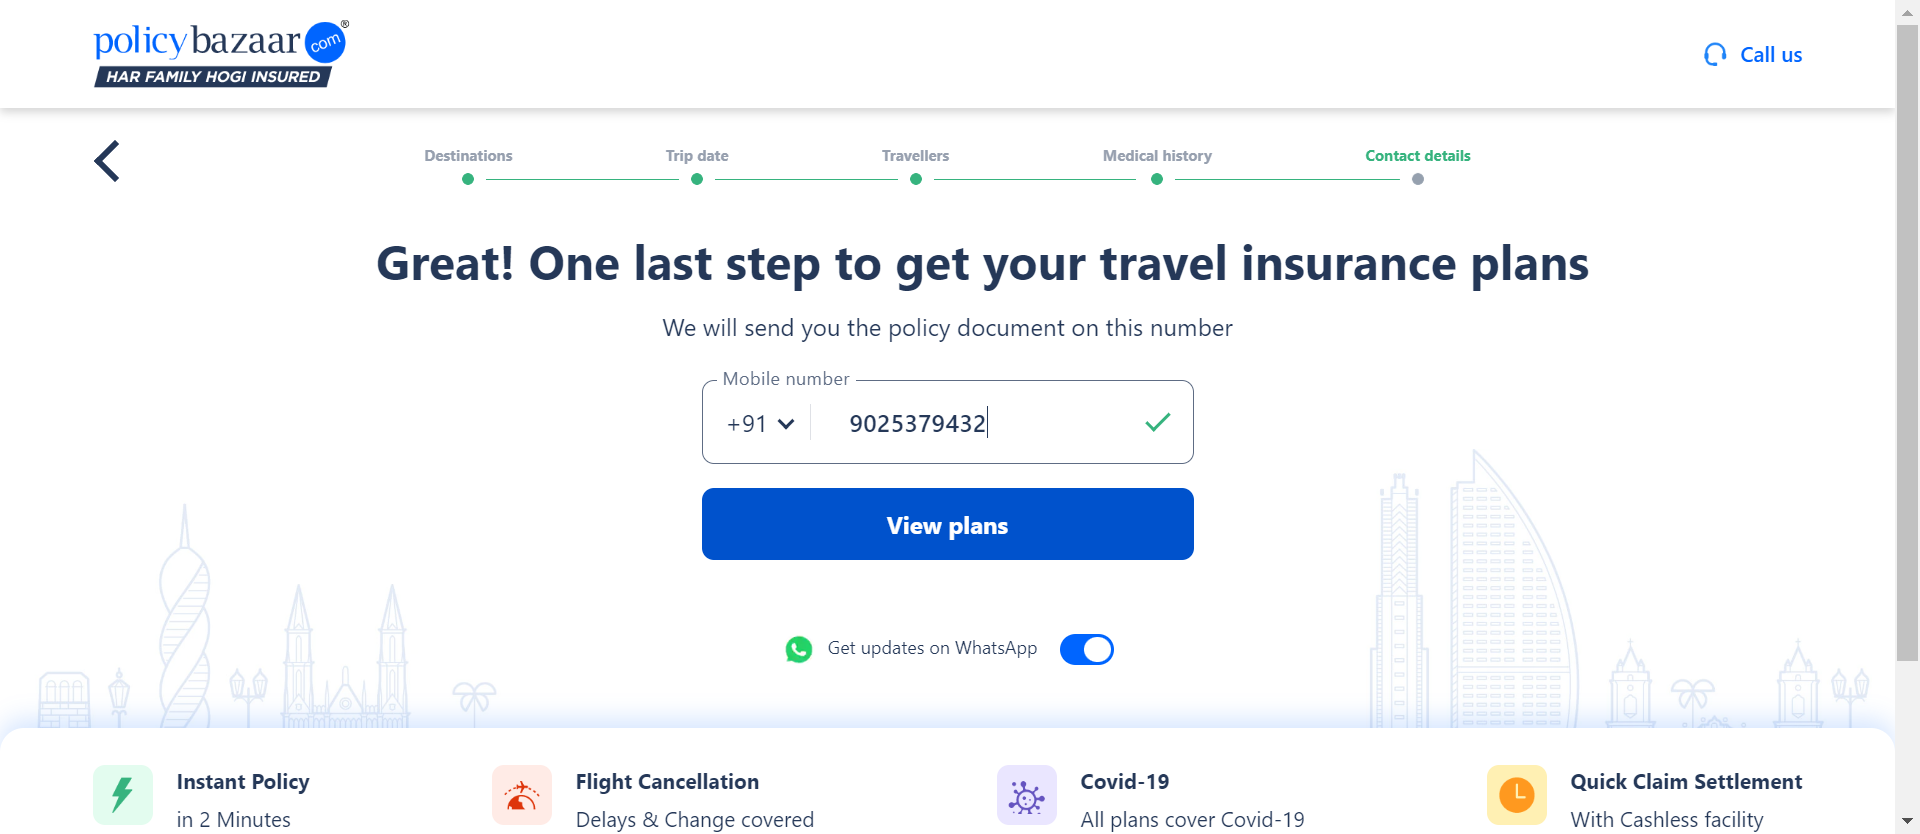 policybazaar com ®
HAR FAMILY HOGI INSURED
Call us
Destinations
Trip date
Travellers
Medical history
Contact details
Great! One last step to get your travel insurance plans
We will send you the policy document on this number
Mobile number
+91 9025379432
View plans
Get updates on WhatsApp
Instant Policy
in 2 Minutes
Flight Cancellation
Delays & Change covered
Covid-19
All plans cover Covid-19
Quick Claim Settlement
With Cashless facility